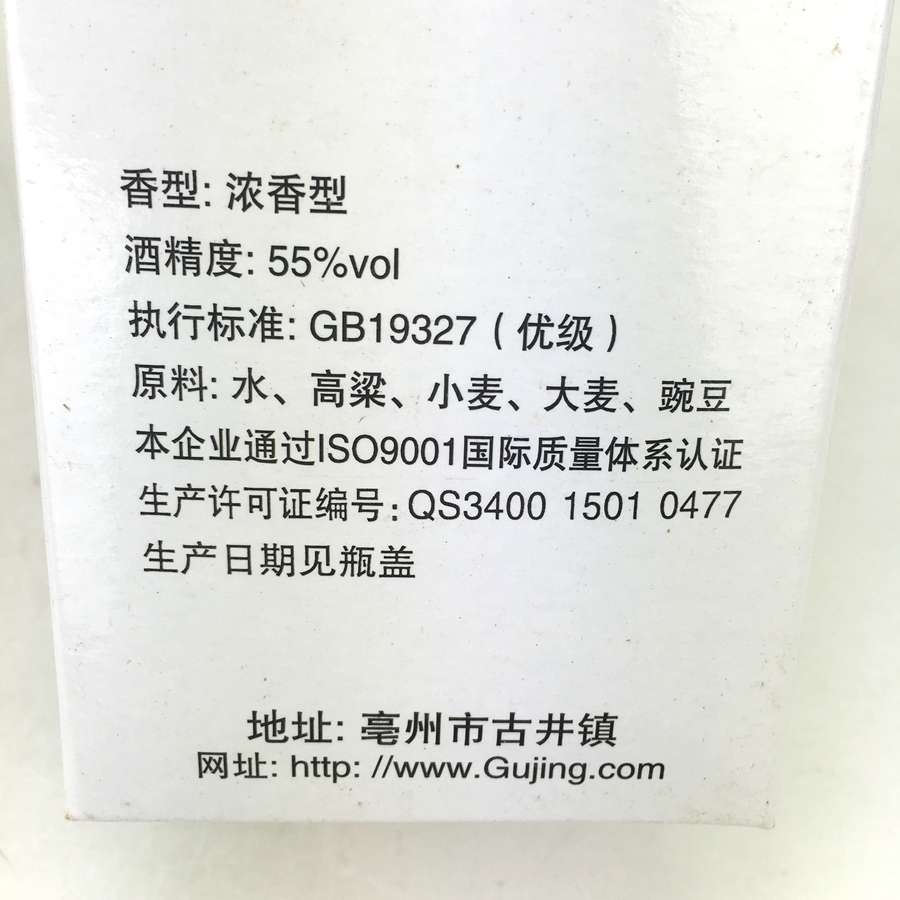 香型: 浓香型
酒精度: 55%vol
执行标准: GB19327（优级）
原料: 水、高粱、小麦、大麦、豌豆
本企业通过ISO9001国际质量体系认证
生产许可证编号: QS3400 1501 0477
生产日期见瓶盖
地址: 亳州市古井镇
网址: http: //www.Gujing.com